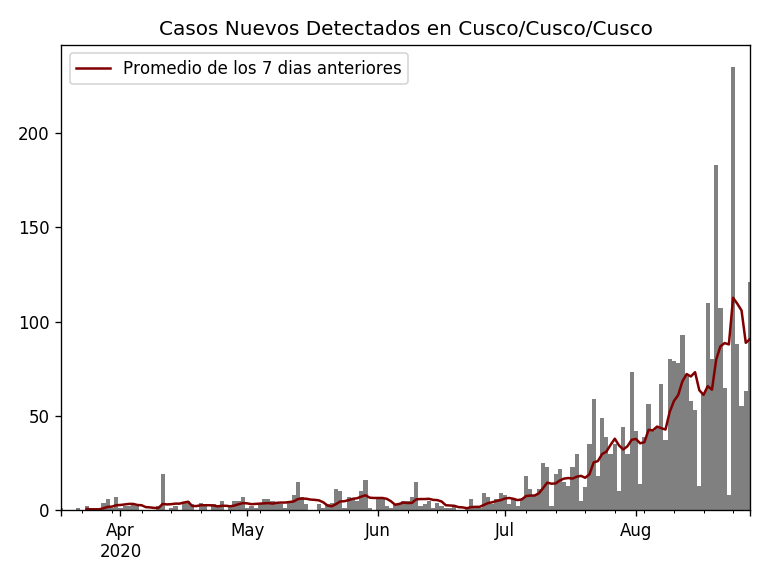 Casos Nuevos Detectados en Cusco/Cusco/Cusco
Promedio de los 7 dias anteriores
200
150
100
50
0
Apr May Jun Jul Aug
2020